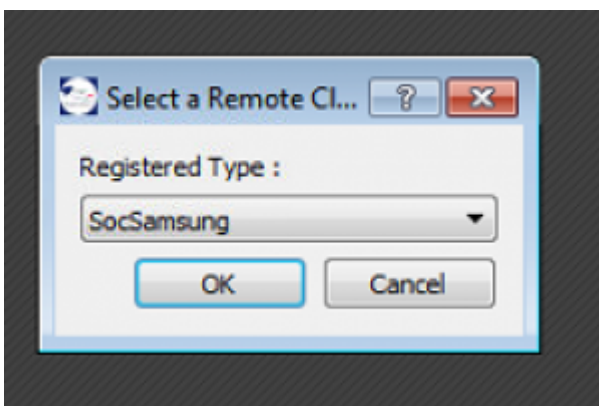 Select a Remote Cl...
Registered Type :
SocSamsung
OK
Cancel